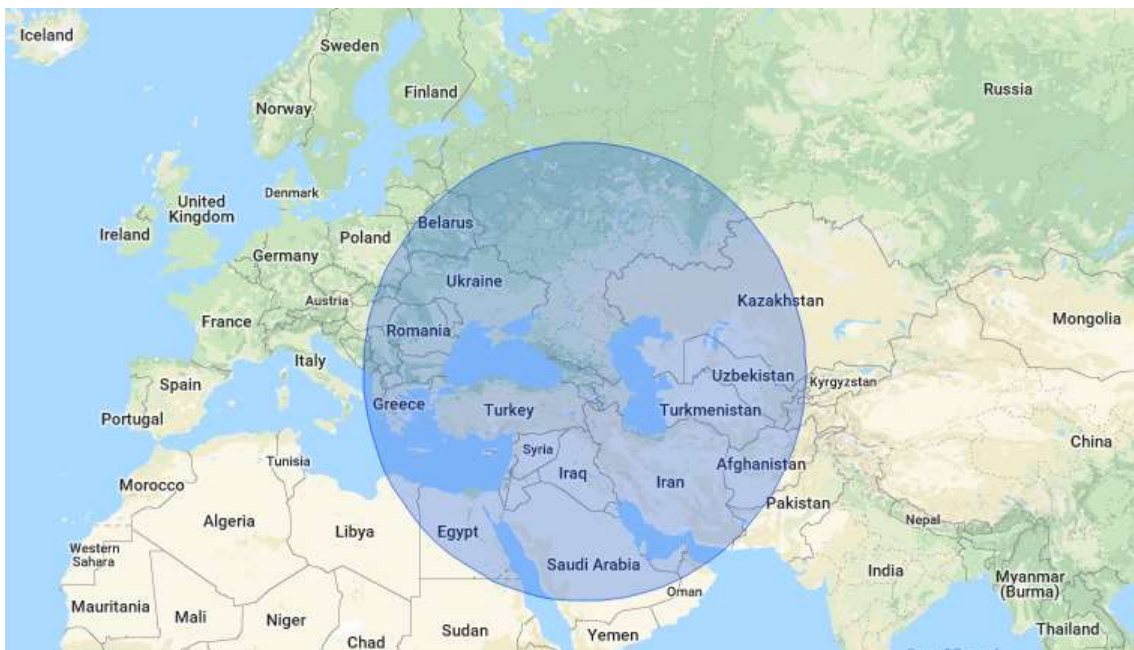 Iceland
Sweden
Finland
Norway
Russia
Denmark
United
Kingdom
Ireland
Belarus
Poland
Germany
Ukraine
Austria
Kazakhstan
France
Romania
Mongolia
Italy
Spain
Uzbekistan
Kyrgyzstan
Portugal
Greece
Turkey
Turkmenistan
China
Syria
Tunisia
Afghanistan
Iraq
Iran
Morocco
Pakistan
Algeria
Libya
Egypt
Nepal
Western
Sahara
Saudi Arabia
India
Myanmar
(Burma)
Oman
Mauritania
Mali
Niger
Chad
Sudan
Yemen
Thailand